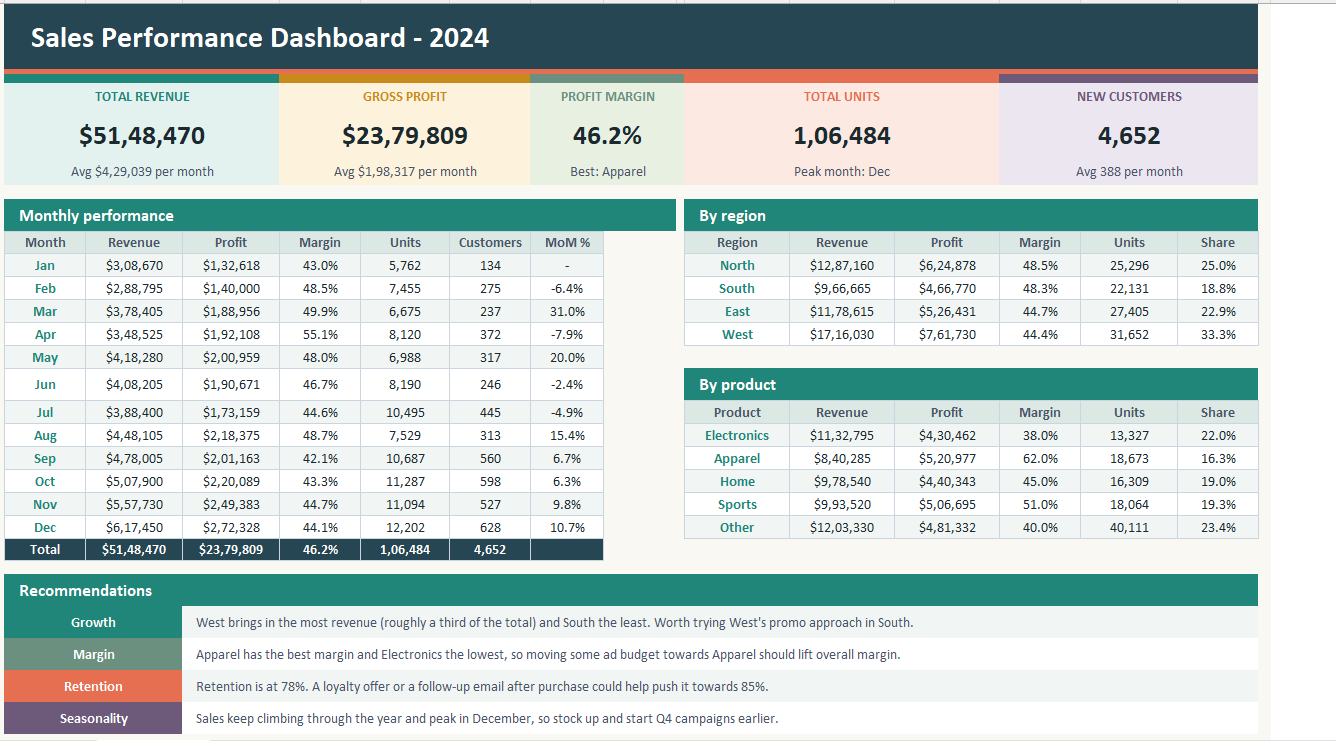 Sales Performance Dashboard - 2024
TOTAL REVENUE GROSS PROFIT PROFIT MARGIN TOTAL UNITS NEW CUSTOMERS
$51,48,470 $23,79,809 46.2% 1,06,484 4,652
Avg $4,29,039 per month Avg $1,98,317 per month Best: Apparel Peak month: Dec Avg 388 per month
Monthly performance
Month Revenue Profit Margin Units Customers MoM %
Jan $3,08,670 $1,32,618 43.0% 5,762 134 -
Feb $2,88,795 $1,40,000 48.5% 7,455 275 -6.4%
Mar $3,78,405 $1,88,956 49.9% 6,675 237 31.0%
Apr $3,48,525 $1,92,108 55.1% 8,120 372 -7.9%
May $4,18,280 $2,00,959 48.0% 6,988 317 20.0%
Jun $4,08,205 $1,90,671 46.7% 8,190 246 -2.4%
Jul $3,88,400 $1,73,159 44.6% 10,495 445 -4.9%
Aug $4,48,105 $2,18,375 48.7% 7,529 313 15.4%
Sep $4,78,005 $2,01,163 42.1% 10,687 560 6.7%
Oct $5,07,900 $2,20,089 43.3% 11,287 598 6.3%
Nov $5,57,730 $2,49,383 44.7% 11,094 527 9.8%
Dec $6,17,450 $2,72,328 44.1% 12,202 628 10.7%
Total $51,48,470 $23,79,809 46.2% 1,06,484 4,652
By region
Region Revenue Profit Margin Units Share
North $12,87,160 $6,24,878 48.5% 25,296 25.0%
South $9,66,665 $4,66,770 48.3% 22,131 18.8%
East $11,78,615 $5,26,431 44.7% 27,405 22.9%
West $17,16,030 $7,61,730 44.4% 31,652 33.3%
By product
Product Revenue Profit Margin Units Share
Electronics $11,32,795 $4,30,462 38.0% 13,327 22.0%
Apparel $8,40,285 $5,20,977 62.0% 18,673 16.3%
Home $9,78,540 $4,40,343 45.0% 16,309 19.0%
Sports $9,93,520 $5,06,695 51.0% 18,064 19.3%
Other $12,03,330 $4,81,332 40.0% 40,111 23.4%
Recommendations
Growth West brings in the most revenue (roughly a third of the total) and South the least. Worth trying West's promo approach in South.
Margin Apparel has the best margin and Electronics the lowest, so moving some ad budget towards Apparel should lift overall margin.
Retention Retention is at 78%. A loyalty offer or a follow-up email after purchase could help push it towards 85%.
Seasonality Sales keep climbing through the year and peak in December, so stock up and start Q4 campaigns earlier.